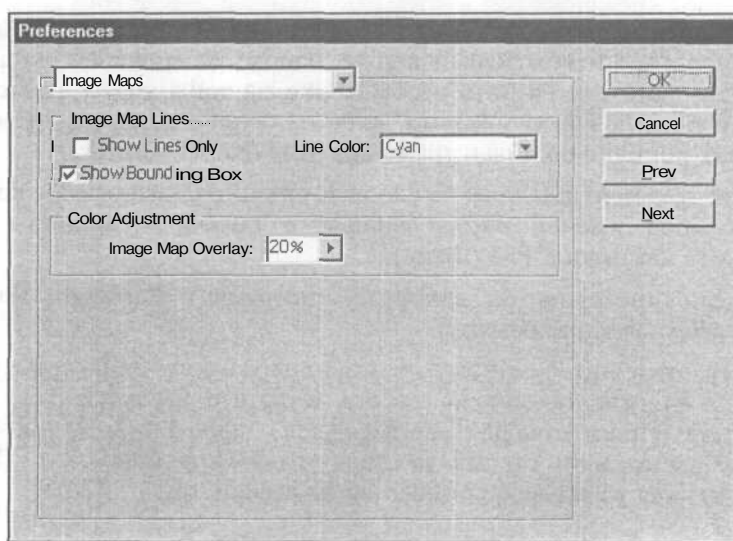 Preferences
Image Maps
OK
Image Map Lines......
Cancel
Show Lines Only
Line Color: Cyan
Show Bounding Box
Prev
Next
Color Adjustment
Image Map Overlay: 20%